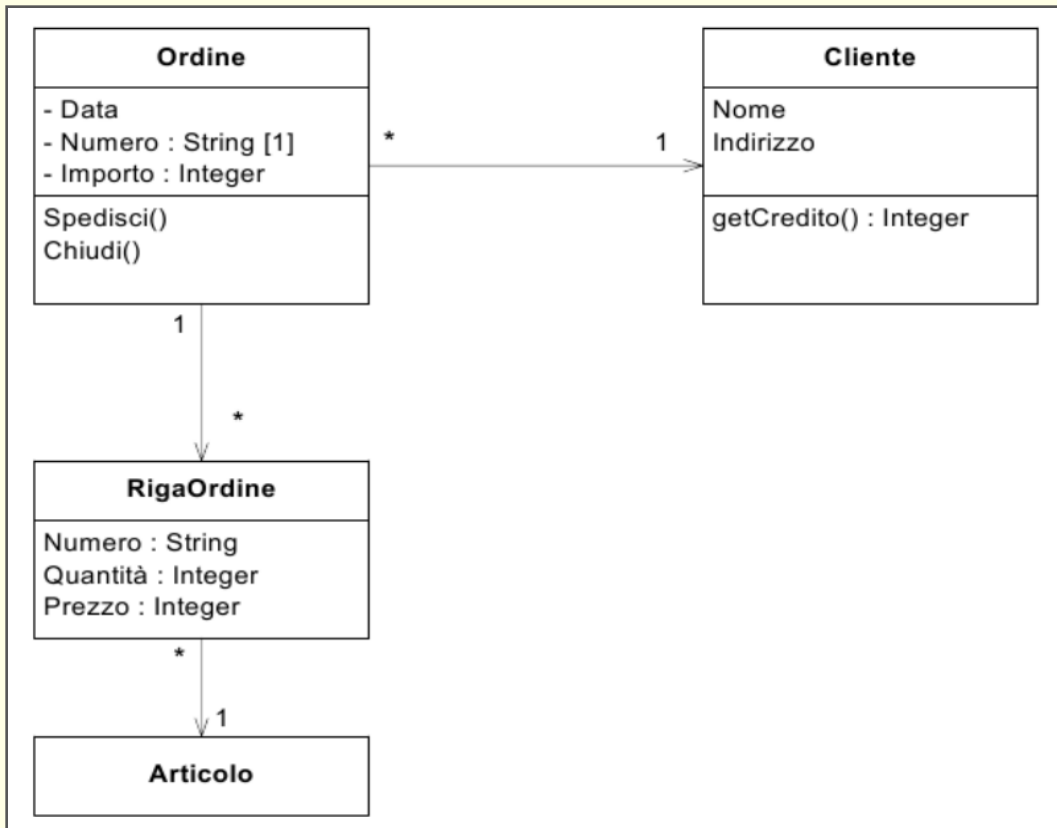 Ordine
- Data
- Numero : String [1]
- Importo : Integer
Spedisci()
Chiudi()
*
1
Cliente
Nome
Indirizzo
getCredito() : Integer
1
*
RigaOrdine
Numero : String
Quantità : Integer
Prezzo : Integer
*
1
Articolo